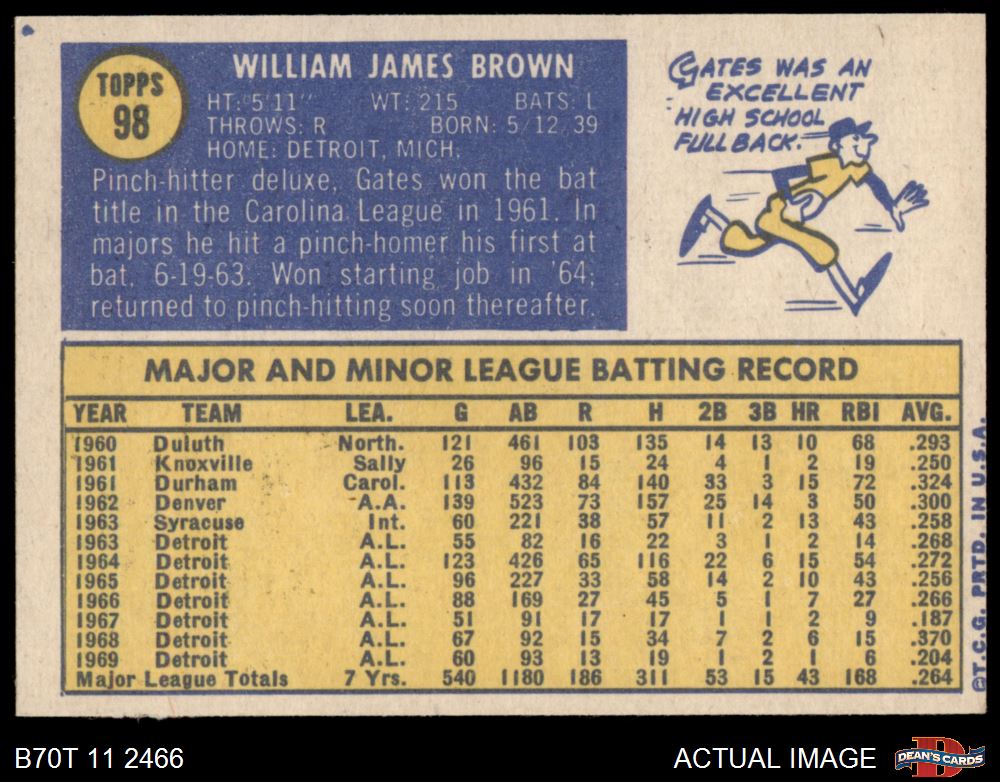 TOPPS
98
WILLIAM JAMES BROWN
HT: 5'11" WT: 215 BATS: L
THROWS: R BORN: 5/12/39
HOME: DETROIT, MICH.
Pinch-hitter deluxe, Gates won the bat
title in the Carolina League in 1961. In
majors he hit a pinch-homer his first at
bat, 6-19-63. Won starting job in '64;
returned to pinch-hitting soon thereafter.
GATES WAS AN
EXCELLENT
HIGH SCHOOL
FULLBACK.
MAJOR AND MINOR LEAGUE BATTING RECORD
YEAR TEAM LEA. G AB R H 2B 3B HR RBI AVG.
1960 Duluth North. 121 461 103 135 14 13 10 68 .293
1961 Knoxville Sally 26 96 15 24 4 1 2 19 .250
1961 Durham Carol. 113 432 84 140 33 3 15 72 .324
1962 Denver A.A. 139 523 73 157 25 14 3 50 .300
1963 Syracuse Int. 60 221 38 57 11 2 13 43 .258
1963 Detroit A.L. 55 82 16 22 3 1 2 14 .268
1964 Detroit A.L. 123 426 65 116 22 6 15 54 .272
1965 Detroit A.L. 96 227 33 58 14 2 10 43 .256
1966 Detroit A.L. 88 169 27 45 5 1 7 27 .266
1967 Detroit A.L. 51 91 17 17 1 1 2 9 .187
1968 Detroit A.L. 67 92 15 34 7 2 6 15 .370
1969 Detroit A.L. 60 93 13 19 1 2 1 6 .204
Major League Totals 7 Yrs. 540 1180 186 311 53 15 43 168 .264
©T.C.G. PRTD. IN U.S.A.
B70T 11 2466
ACTUAL IMAGE
D
DEAN'S CARDS